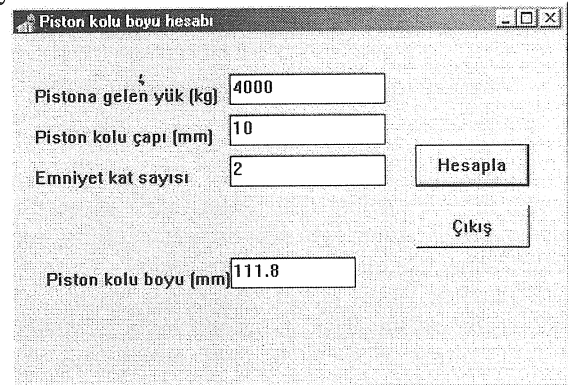 Piston kolu boyu hesabı
Pistona gelen yük (kg) 4000
Piston kolu çapı (mm) 10
Emniyet kat sayısı 2
Hesapla
Çıkış
Piston kolu boyu (mm) 111.8